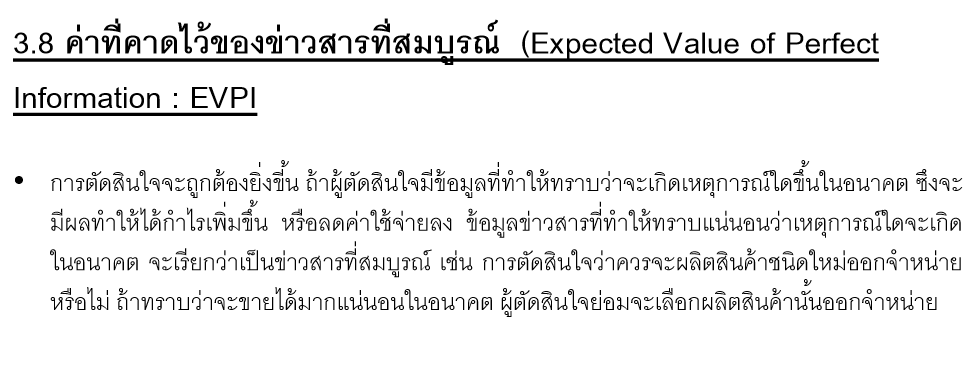 3.8 ค่าที่คาดไว้ของข่าวสารที่สมบูรณ์ (Expected Value of Perfect
Information : EVPI
• การตัดสินใจจะถูกต้องยิ่งขึ้น ถ้าผู้ตัดสินใจมีข้อมูลที่ทำให้ทราบว่าจะเกิดเหตุการณ์ใดขึ้นในอนาคต ซึ่งจะ
มีผลทำให้ได้กำไรเพิ่มขึ้น หรือลดค่าใช้จ่ายลง ข้อมูลข่าวสารที่ทำให้ทราบแน่นอนว่าเหตุการณ์ใดจะเกิด
ในอนาคต จะเรียกว่าเป็นข่าวสารที่สมบูรณ์ เช่น การตัดสินใจว่าควรจะผลิตสินค้าชนิดใหม่ออกจำหน่าย
หรือไม่ ถ้าทราบว่าจะขายได้มากแน่นอนในอนาคต ผู้ตัดสินใจย่อมจะเลือกผลิตสินค้านั้นออกจำหน่าย